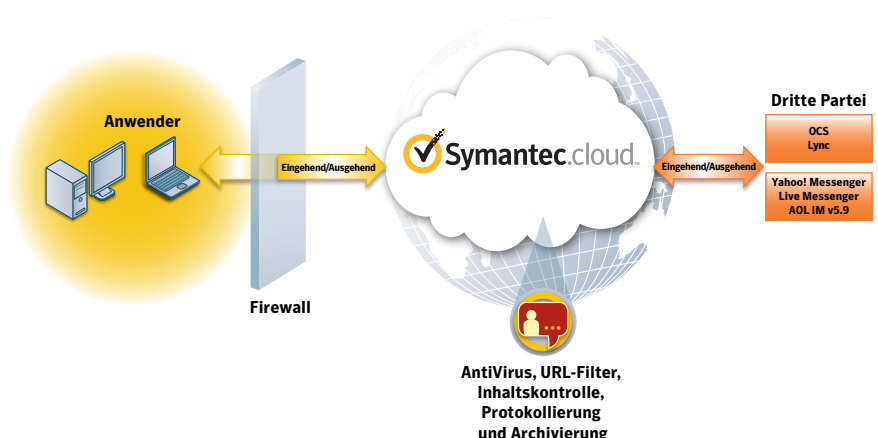 Anwender
Eingehend/Ausgehend
Firewall
Symantec.cloud™
Eingehend/Ausgehend
Dritte Partei
OCS
Lync
Yahoo! Messenger
Live Messenger
AOL IM v5.9
AntiVirus, URL-Filter,
Inhaltskontrolle,
Protokollierung
und Archivierung